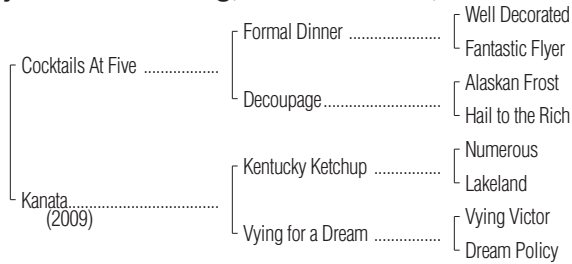 Well Decorated
Formal Dinner ....................
Fantastic Flyer
Cocktails At Five ................
Alaskan Frost
Decoupage.........................
Hail to the Rich
Numerous
Kentucky Ketchup ..............
Lakeland
Kanata................................
(2009)
Vying Victor
Vying for a Dream ..............
Dream Policy